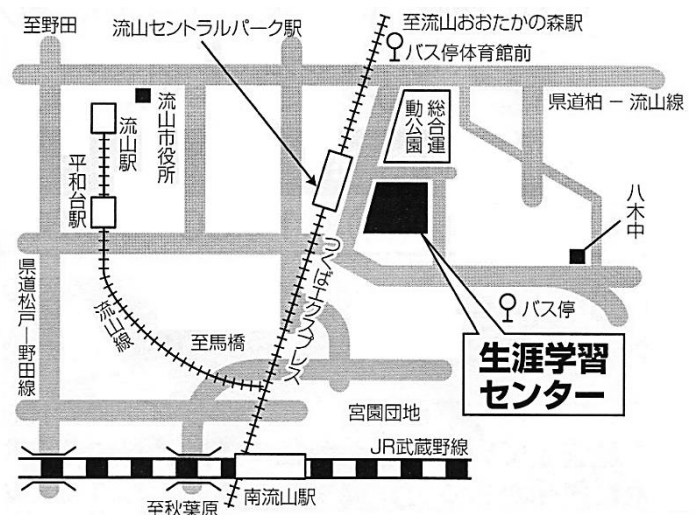 至野田
流山セントラルパーク駅
至流山おおたかの森駅
バス停体育館前
県道柏－流山線
流山市役所
流山駅
平和台駅
総合運
動公園
八木中
つくばエクスプレス
県道松戸―野田線
流山線
至馬橋
バス停
生涯学習
センター
宮園団地
JR武蔵野線
南流山駅
至秋葉原